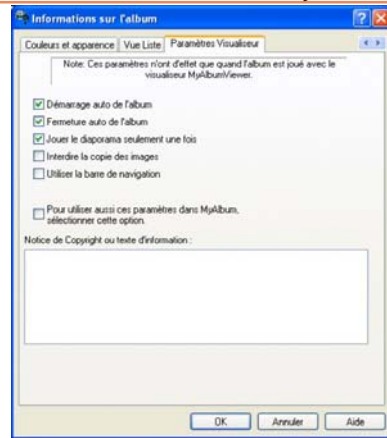 Informations sur l'album
Couleurs et apparence Vue Liste Paramètres Visualiseur
Note: Ces paramètres n'ont d'effet que quand l'album est joué avec le
visualiseur MyAlbumViewer.
Démarrage auto de l'album
Fermeture auto de l'album
Jouer le diaporama seulement une fois
Interdire la copie des images
Utiliser la barre de navigation
Pour utiliser aussi ces paramètres dans MyAlbum,
sélectionner cette option.
Notice de Copyright ou texte d'information :
OK Annuler Aide